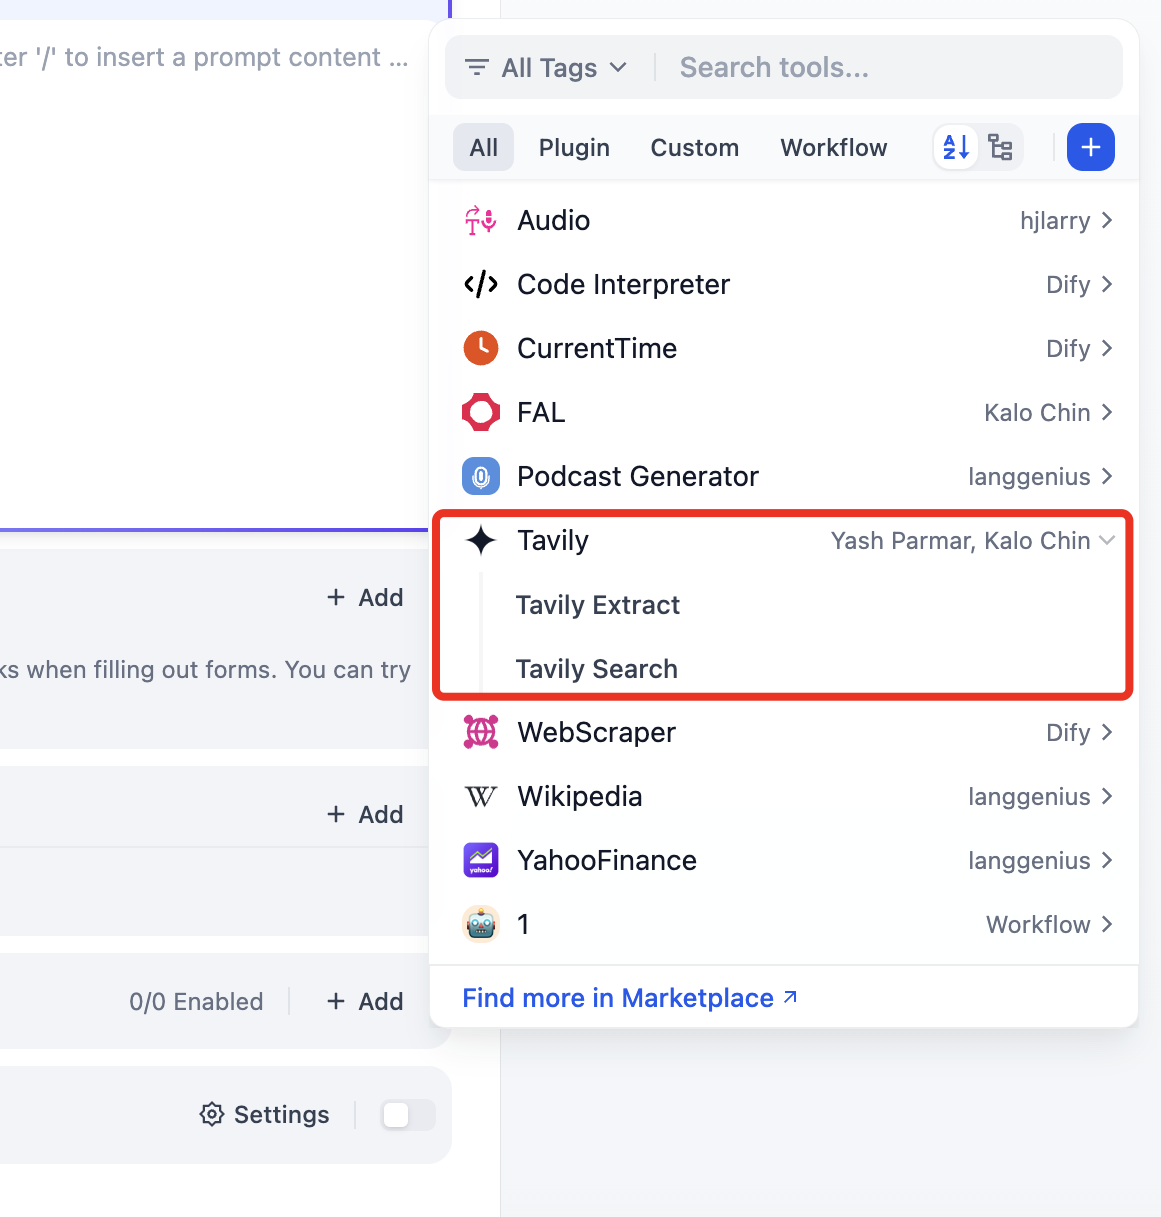 ter '/' to insert a prompt content ...
All Tags
Search tools...
All
Plugin
Custom
Workflow
A
Z
Audio
hjlarry
Code Interpreter
Dify
CurrentTime
Dify
FAL
Kalo Chin
Podcast Generator
langgenius
Tavily
Yash Parmar, Kalo Chin
+ Add
Tavily Extract
ks when filling out forms. You can try
Tavily Search
WebScraper
Dify
W
Wikipedia
langgenius
+ Add
yahoo!
YahooFinance
langgenius
1
Workflow
0/0 Enabled
+ Add
Find more in Marketplace
Settings